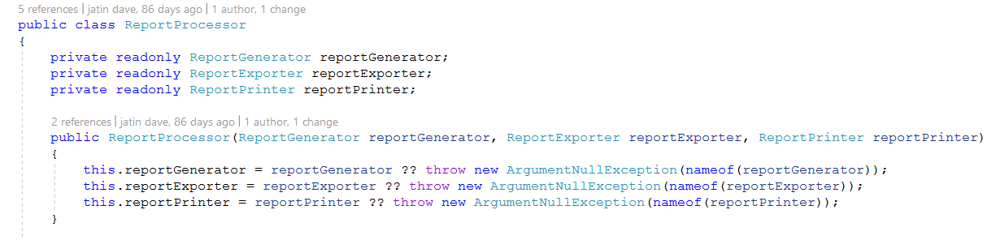 5 references | jatin dave, 86 days ago | 1 author, 1 change
public class ReportProcessor
{
private readonly ReportGenerator reportGenerator;
private readonly ReportExporter reportExporter;
private readonly ReportPrinter reportPrinter;
2 references | jatin dave, 86 days ago | 1 author, 1 change
public ReportProcessor(ReportGenerator reportGenerator, ReportExporter reportExporter, ReportPrinter reportPrinter)
{
this.reportGenerator = reportGenerator ?? throw new ArgumentNullException(nameof(reportGenerator));
this.reportExporter = reportExporter ?? throw new ArgumentNullException(nameof(reportExporter));
this.reportPrinter = reportPrinter ?? throw new ArgumentNullException(nameof(reportPrinter));
}